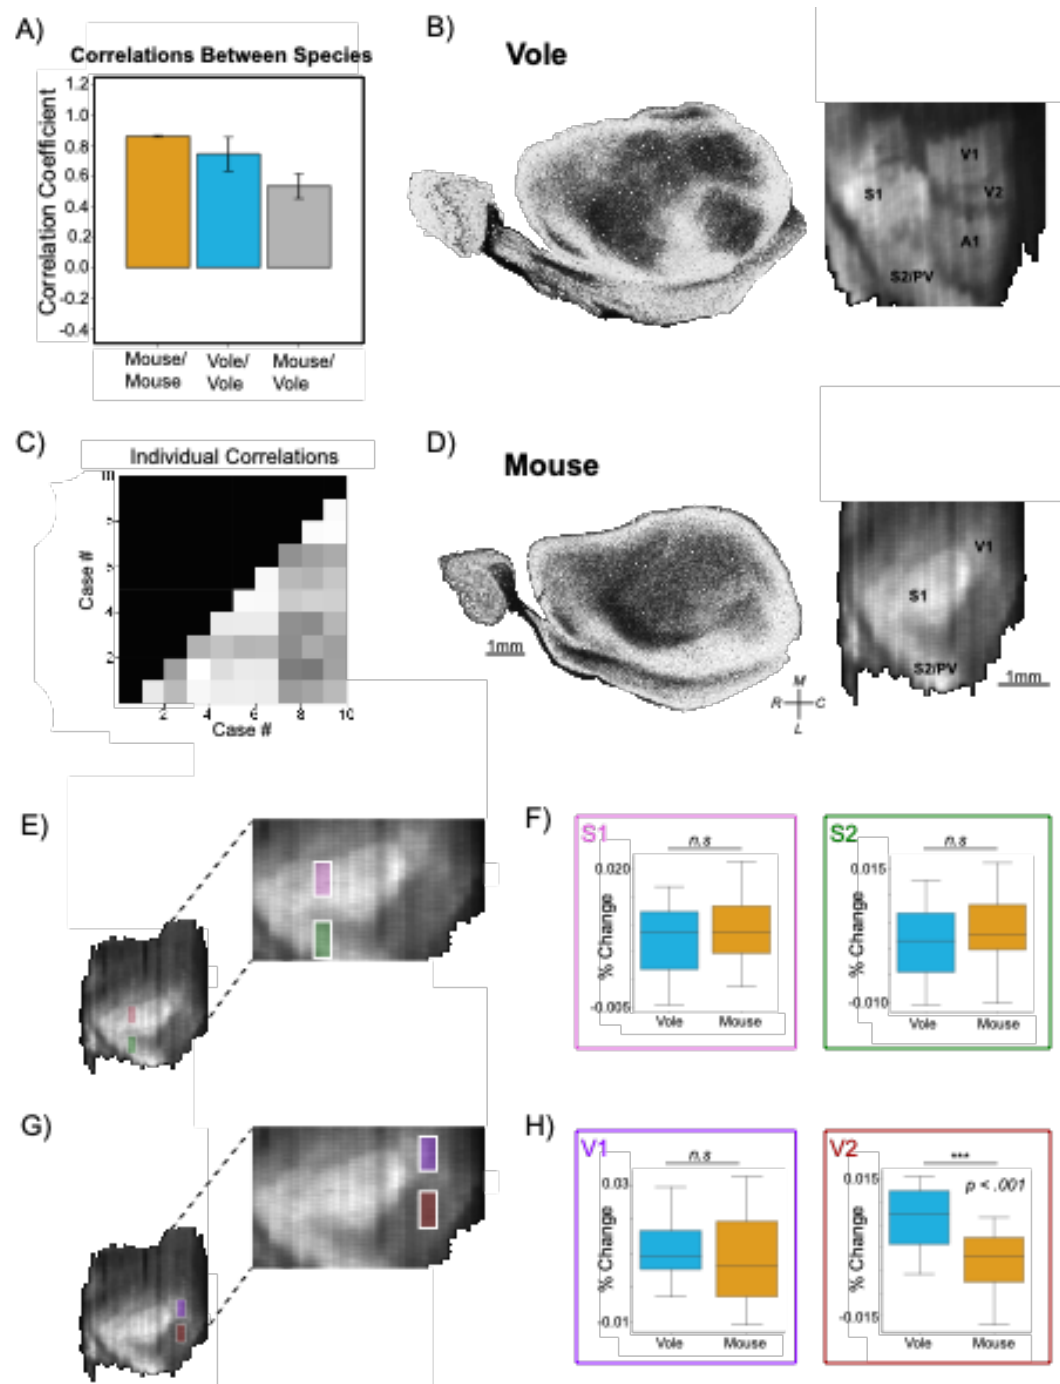 A)
Correlations Between Species
Correlation Coefficient
1.2
1.0
0.8
0.6
0.4
0.2
0.0
-0.2
-0.4
Mouse/
Mouse
Vole/
Vole
Mouse/
Vole
B)
Vole
S1
V1
V2
A1
S2/PV
C)
Individual Correlations
Case #
4
2
2
4
6
8
10
Case #
D)
Mouse
1mm
M
R
C
L
V1
S1
S2/PV
1mm
E)
F)
S1
n.s
0.020
% Change
-0.005
Vole
Mouse
S2
n.s
0.015
% Change
-0.010
Vole
Mouse
G)
H)
V1
n.s
0.03
% Change
-0.01
Vole
Mouse
V2
***
p < .001
0.015
% Change
-0.015
Vole
Mouse